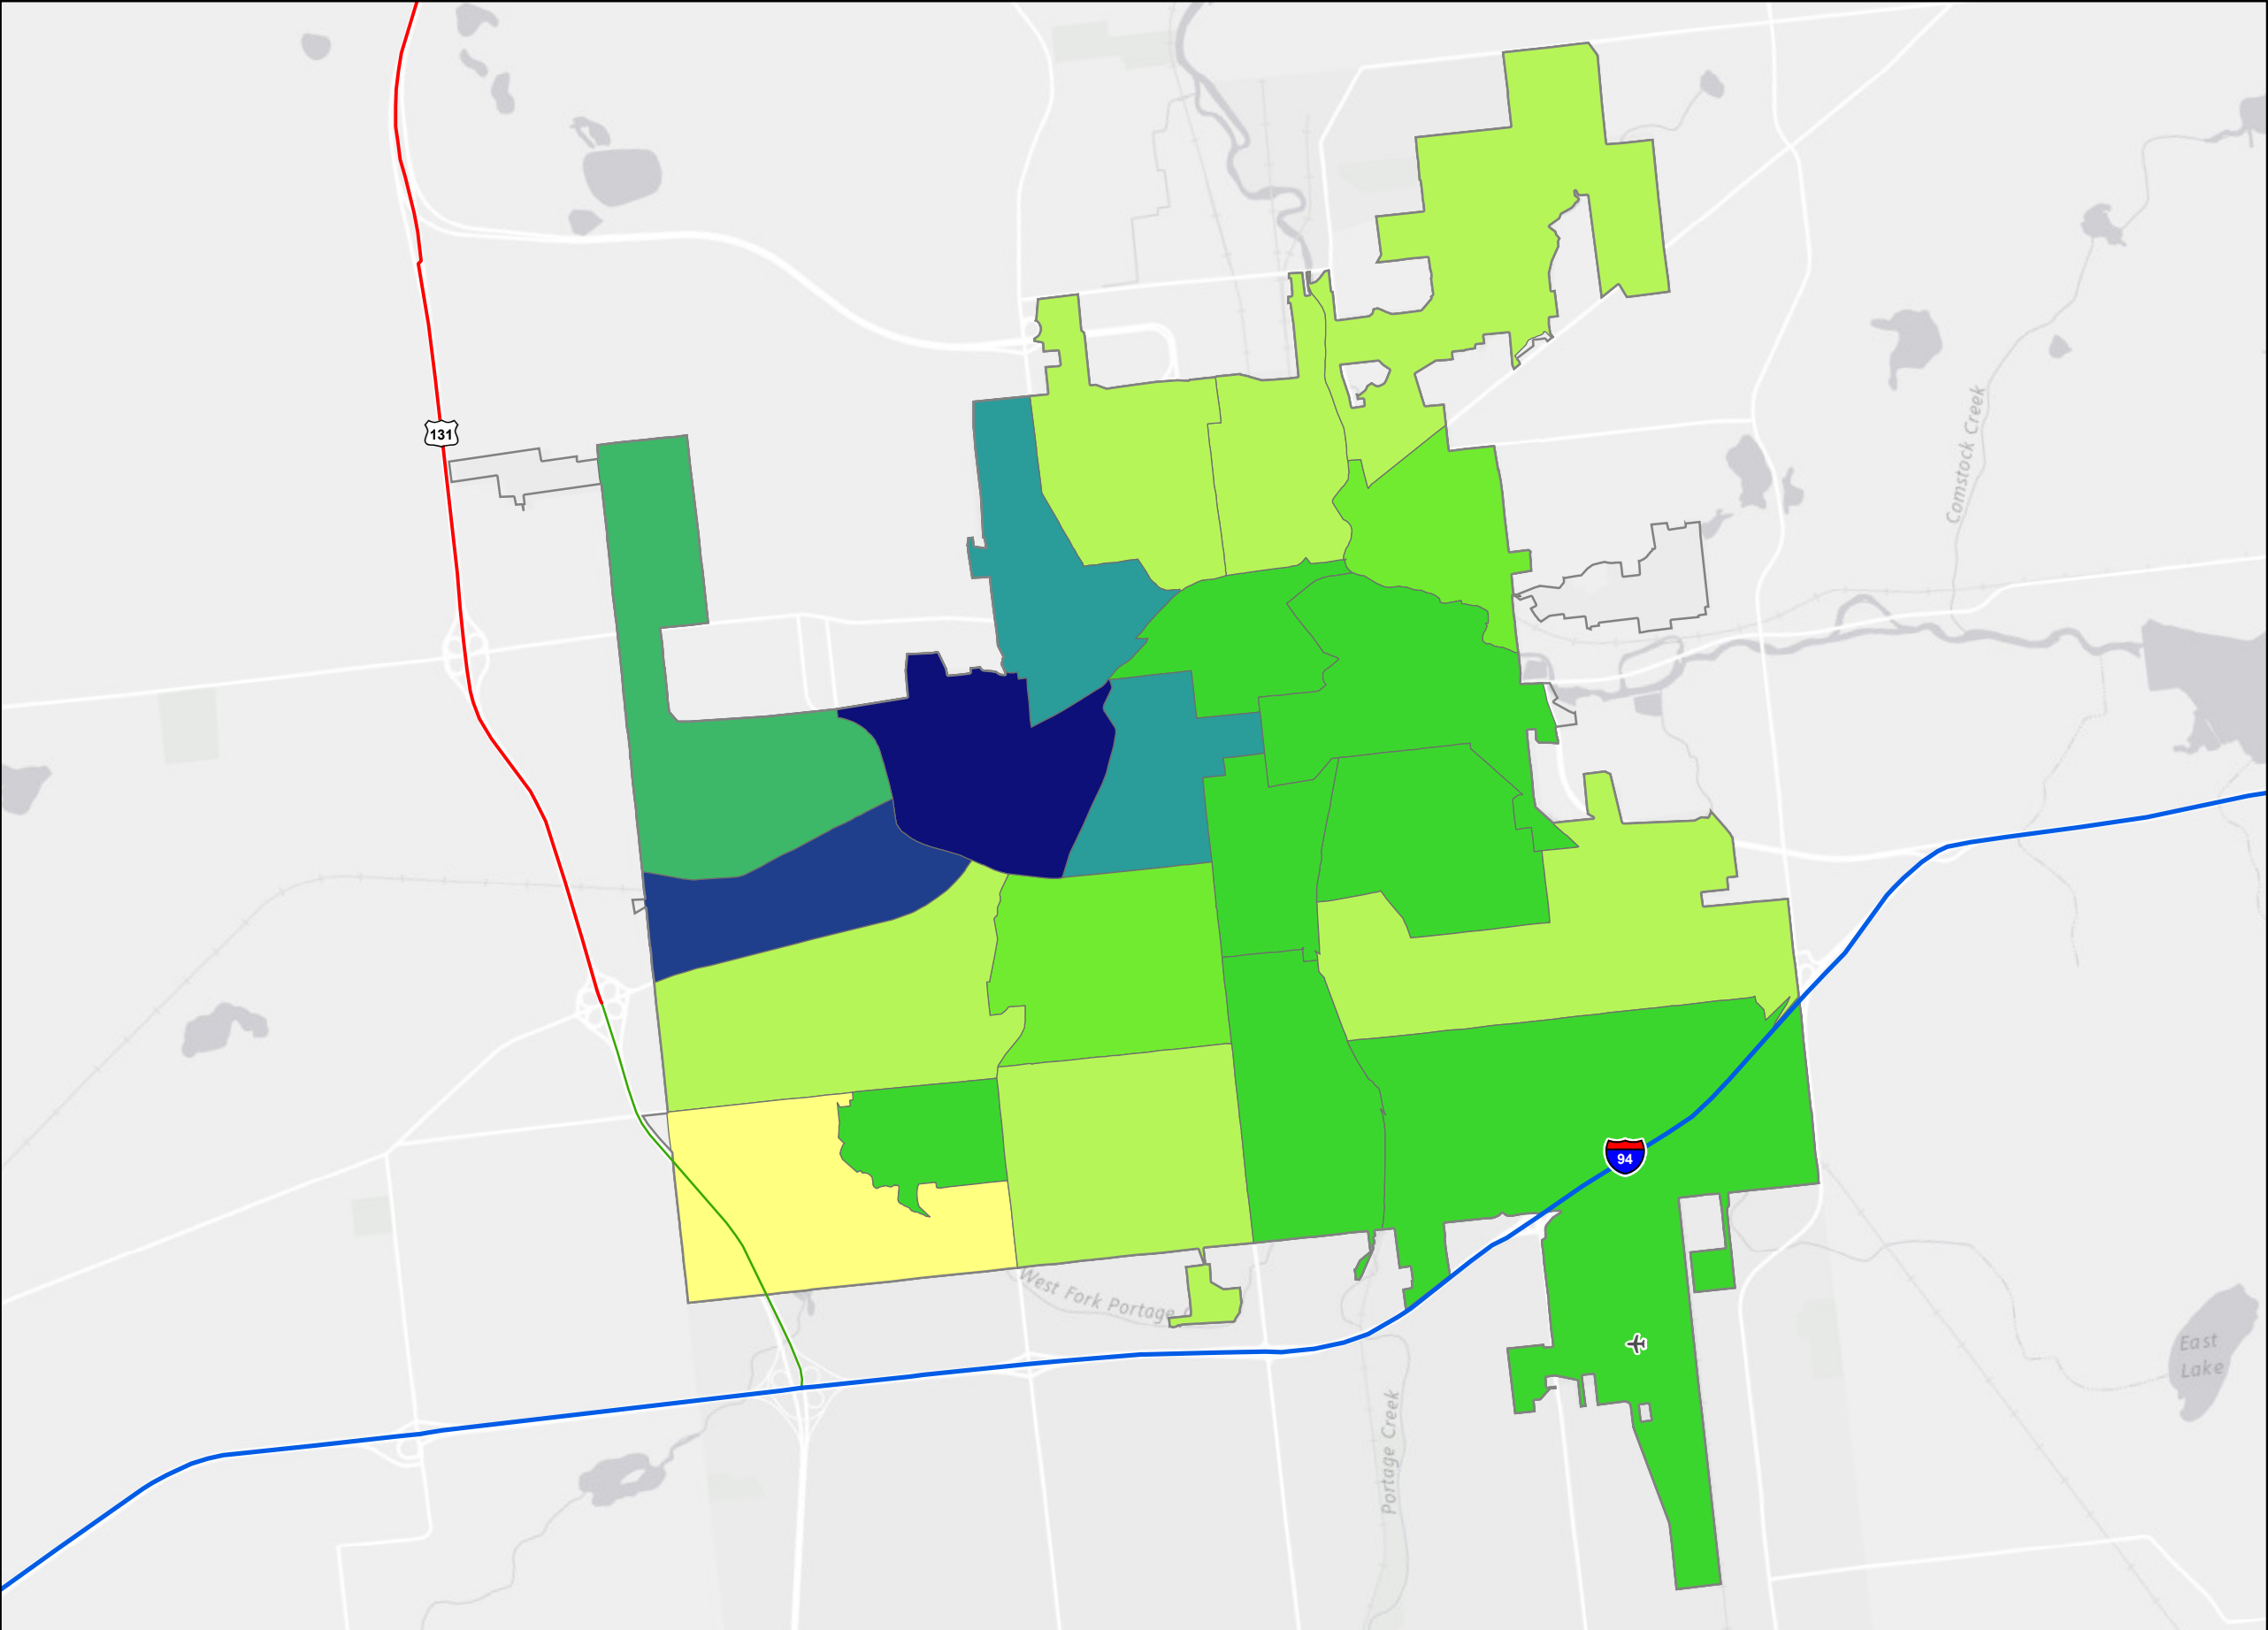 131
Comstock Creek
94
West Fork Portage
East
Lake
Portage Creek